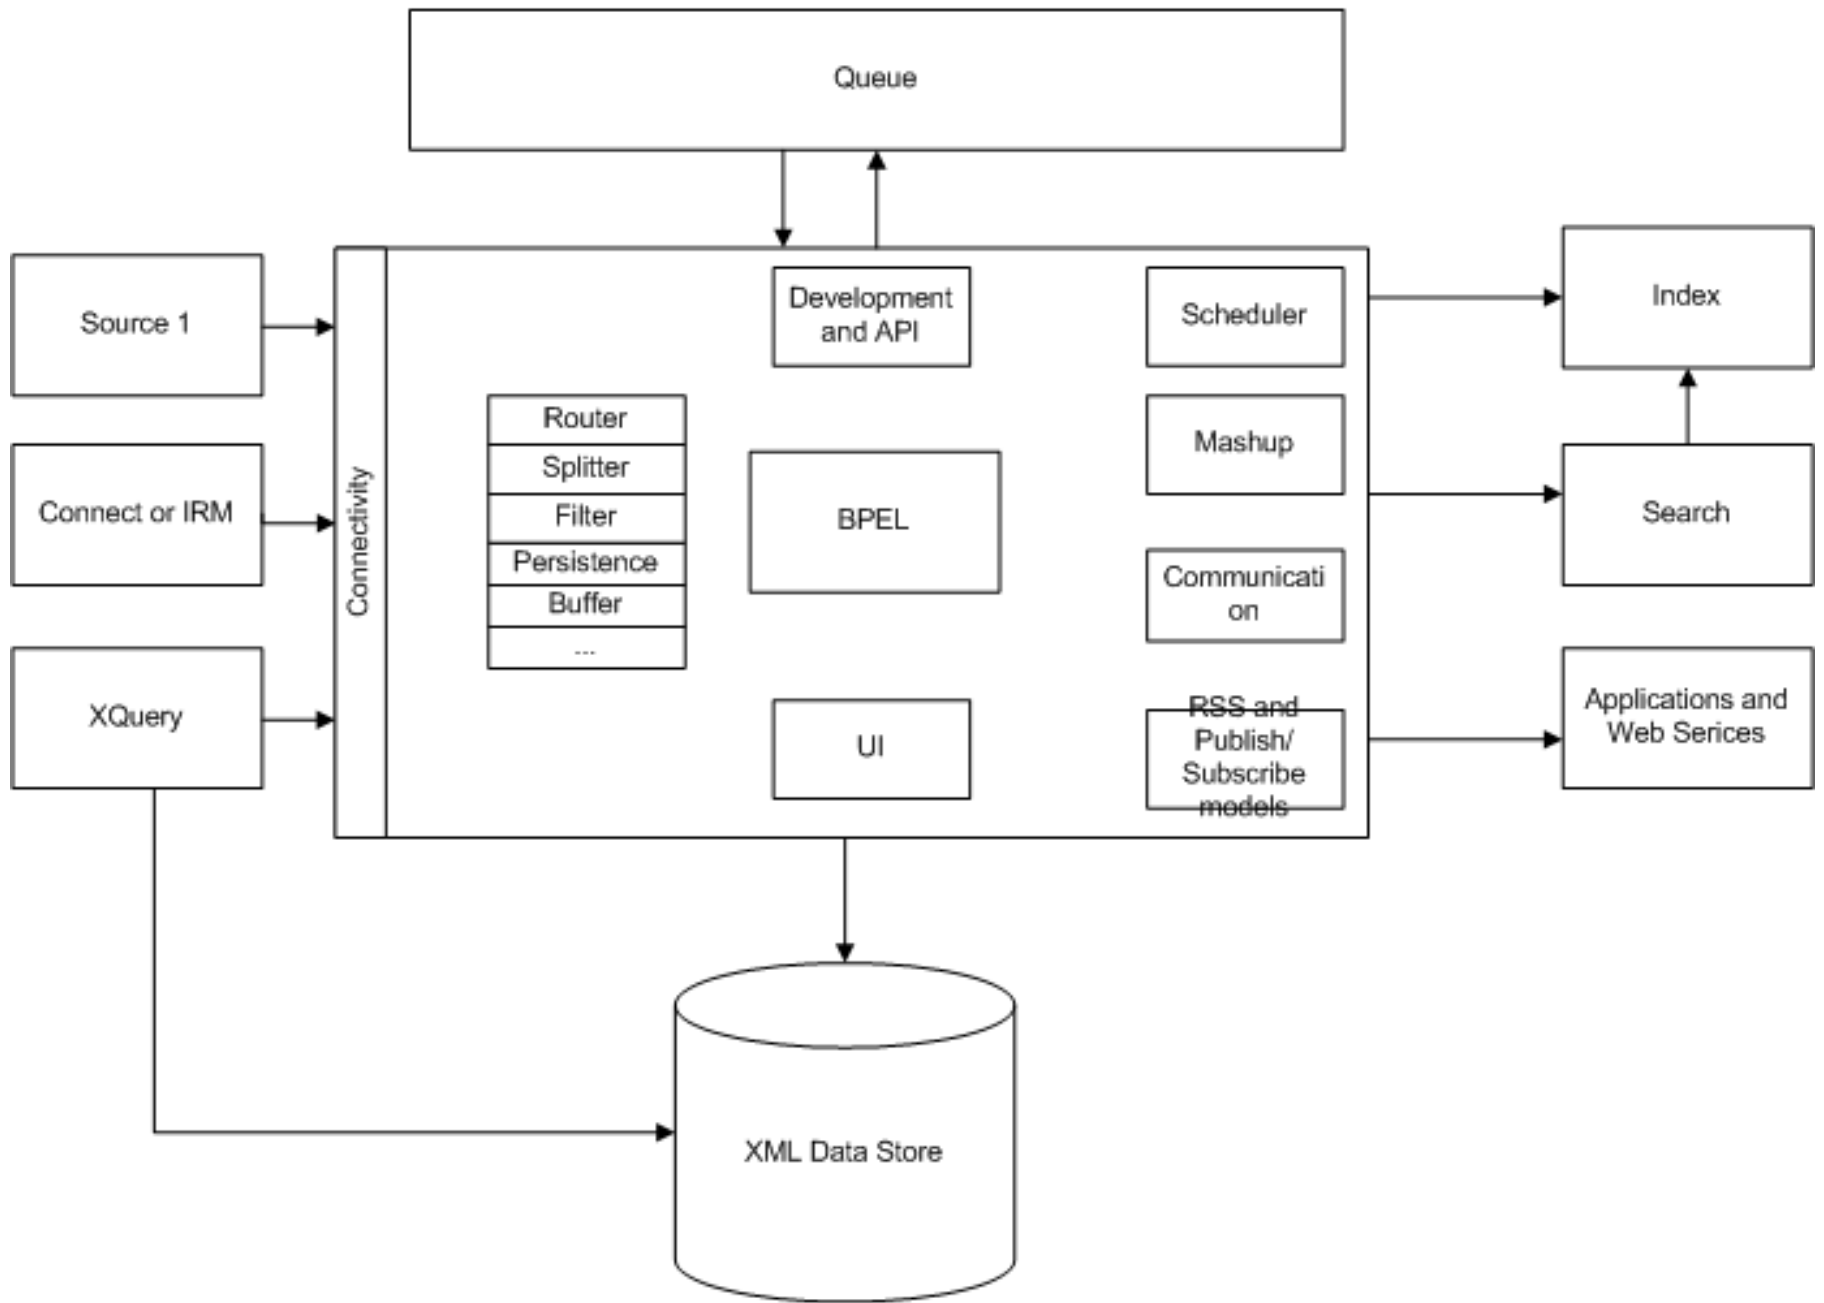 Queue
Source 1
Connect or IRM
XQuery
Connectivity
Router
Splitter
Filter
Persistence
Buffer
...
Development
and API
BPEL
UI
Scheduler
Mashup
Communicati
on
RSS and
Publish/
Subscribe
models
Index
Search
Applications and
Web Serices
XML Data Store